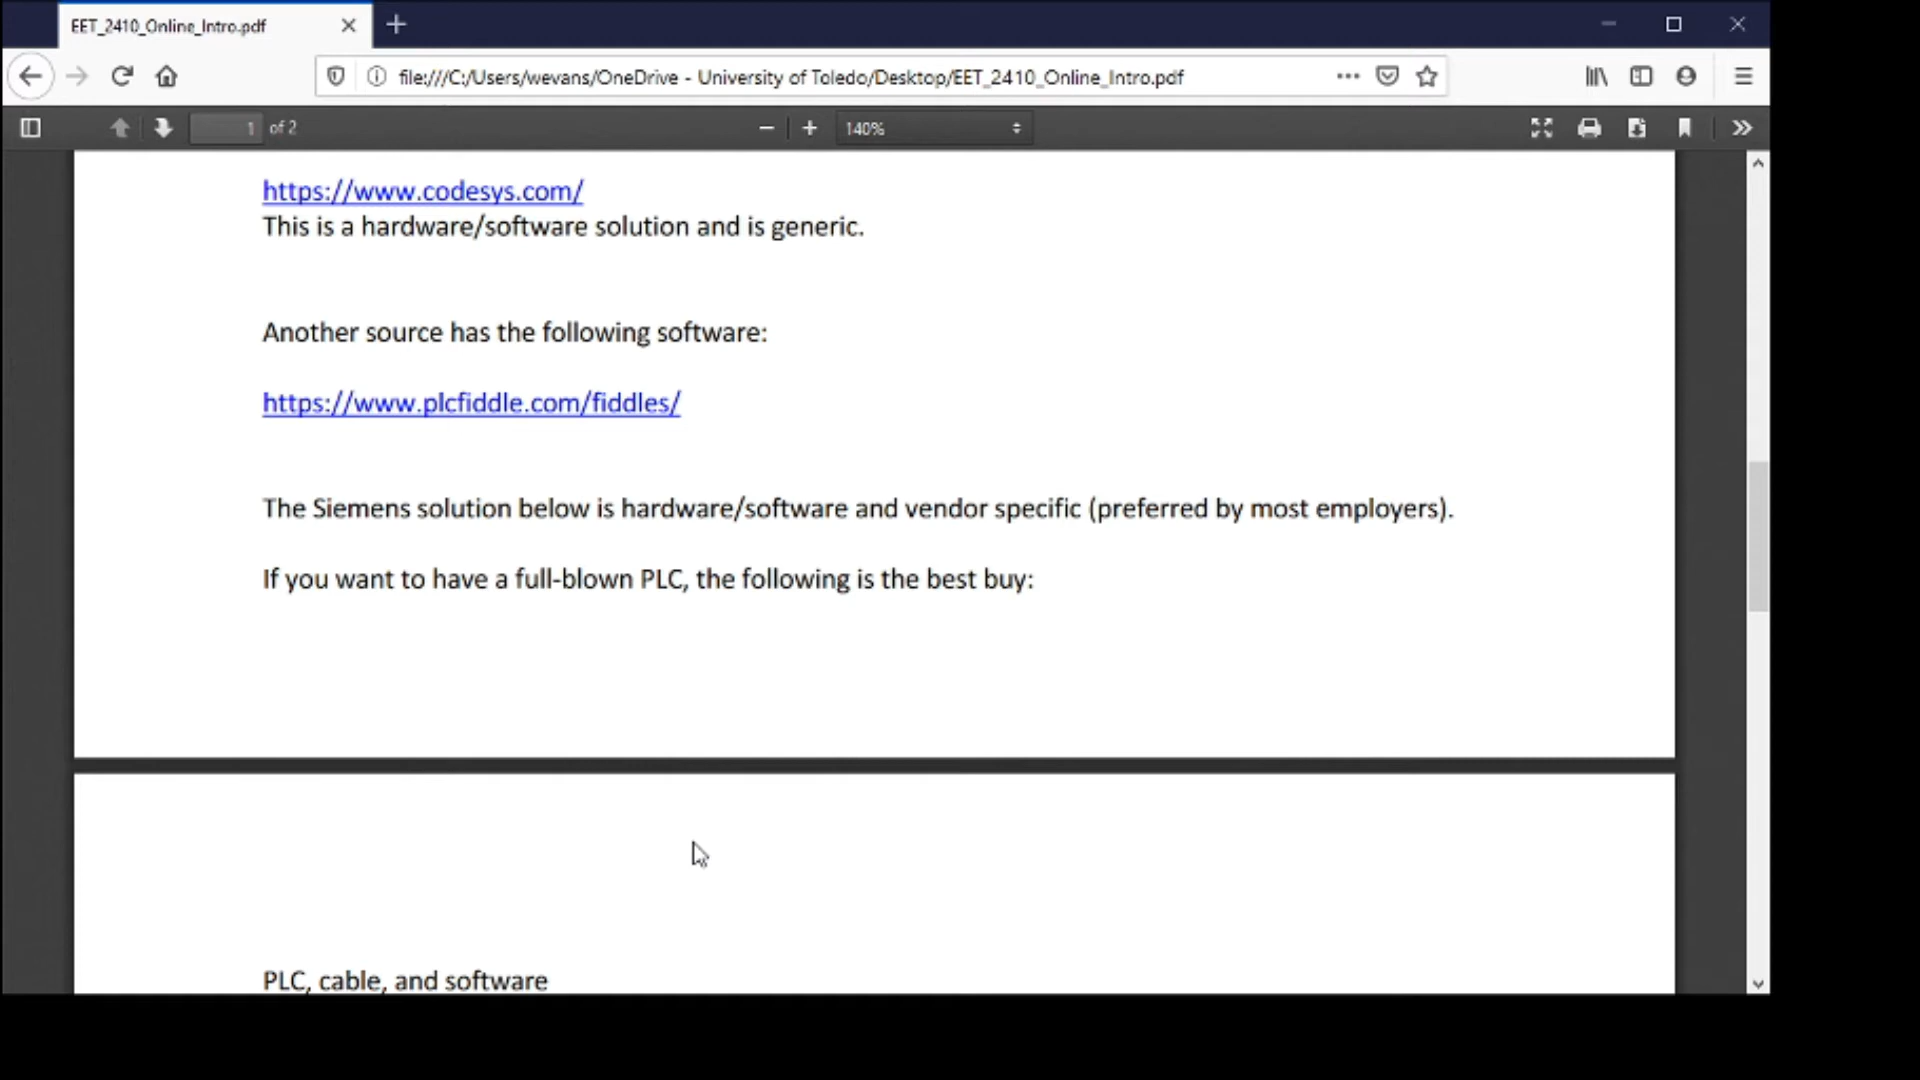 EET_2410_Online_Intro.pdf
file:///C:/Users/wevans/OneDrive - University of Toledo/Desktop/EET_2410_Online_Intro.pdf
1 of 2
140%
https://www.codesys.com/
This is a hardware/software solution and is generic.
Another source has the following software:
https://www.plcfiddle.com/fiddles/
The Siemens solution below is hardware/software and vendor specific (preferred by most employers).
If you want to have a full-blown PLC, the following is the best buy:
PLC, cable, and software